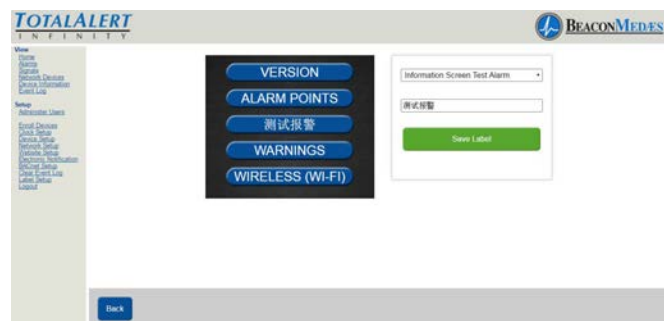 TOTALALERT
INFINITY
BEACONMEDÆS
View
Home
Alarms
Signals
Network Devices
Device Information
Event Log
Setup
Administer Users
Enroll Devices
Clock Setup
Device Setup
Network Setup
Website Setup
Electronic Notification
BACnet Setup
Clear Event Log
Label Setup
Logout
VERSION
ALARM POINTS
测试报警
WARNINGS
WIRELESS (WI-FI)
Information Screen Test Alarm
测试报警
Save Label
Back